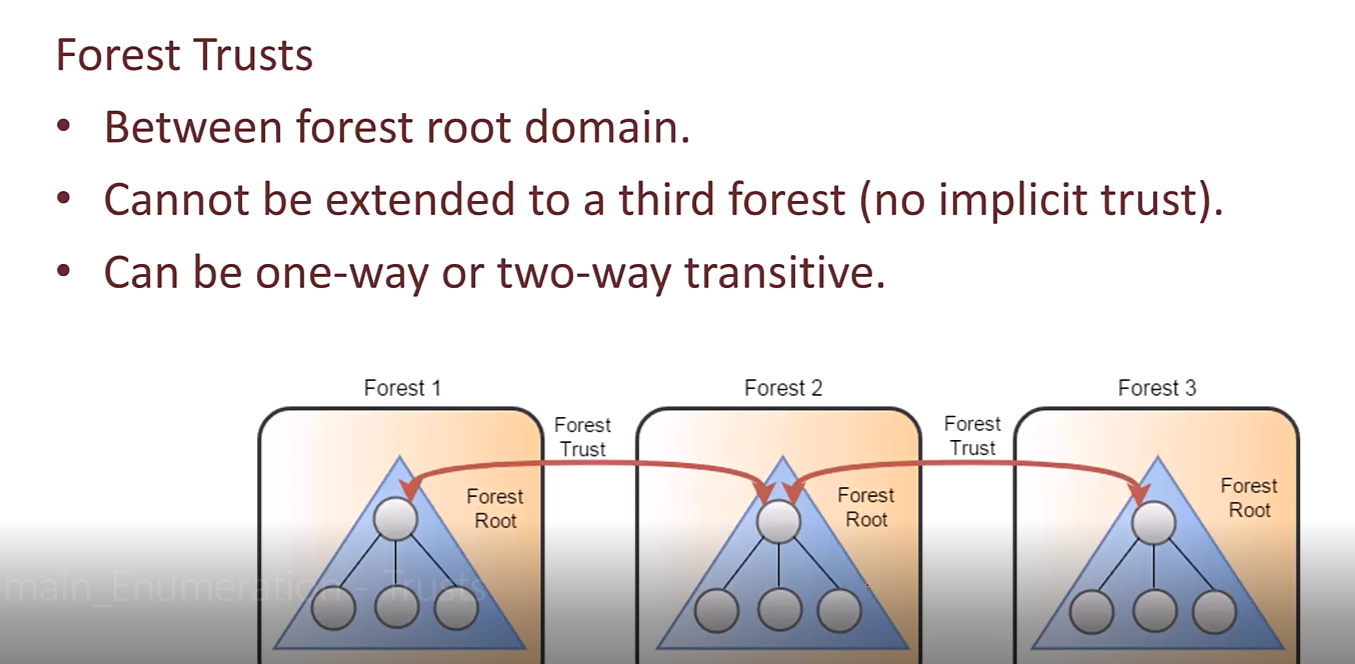 Forest Trusts
• Between forest root domain.
• Cannot be extended to a third forest (no implicit trust).
• Can be one-way or two-way transitive.
Forest 1
Forest 2
Forest 3
Forest
Trust
Forest
Trust
Forest
Root
Forest
Root
Forest
Root
main_Enumeration - Trusts